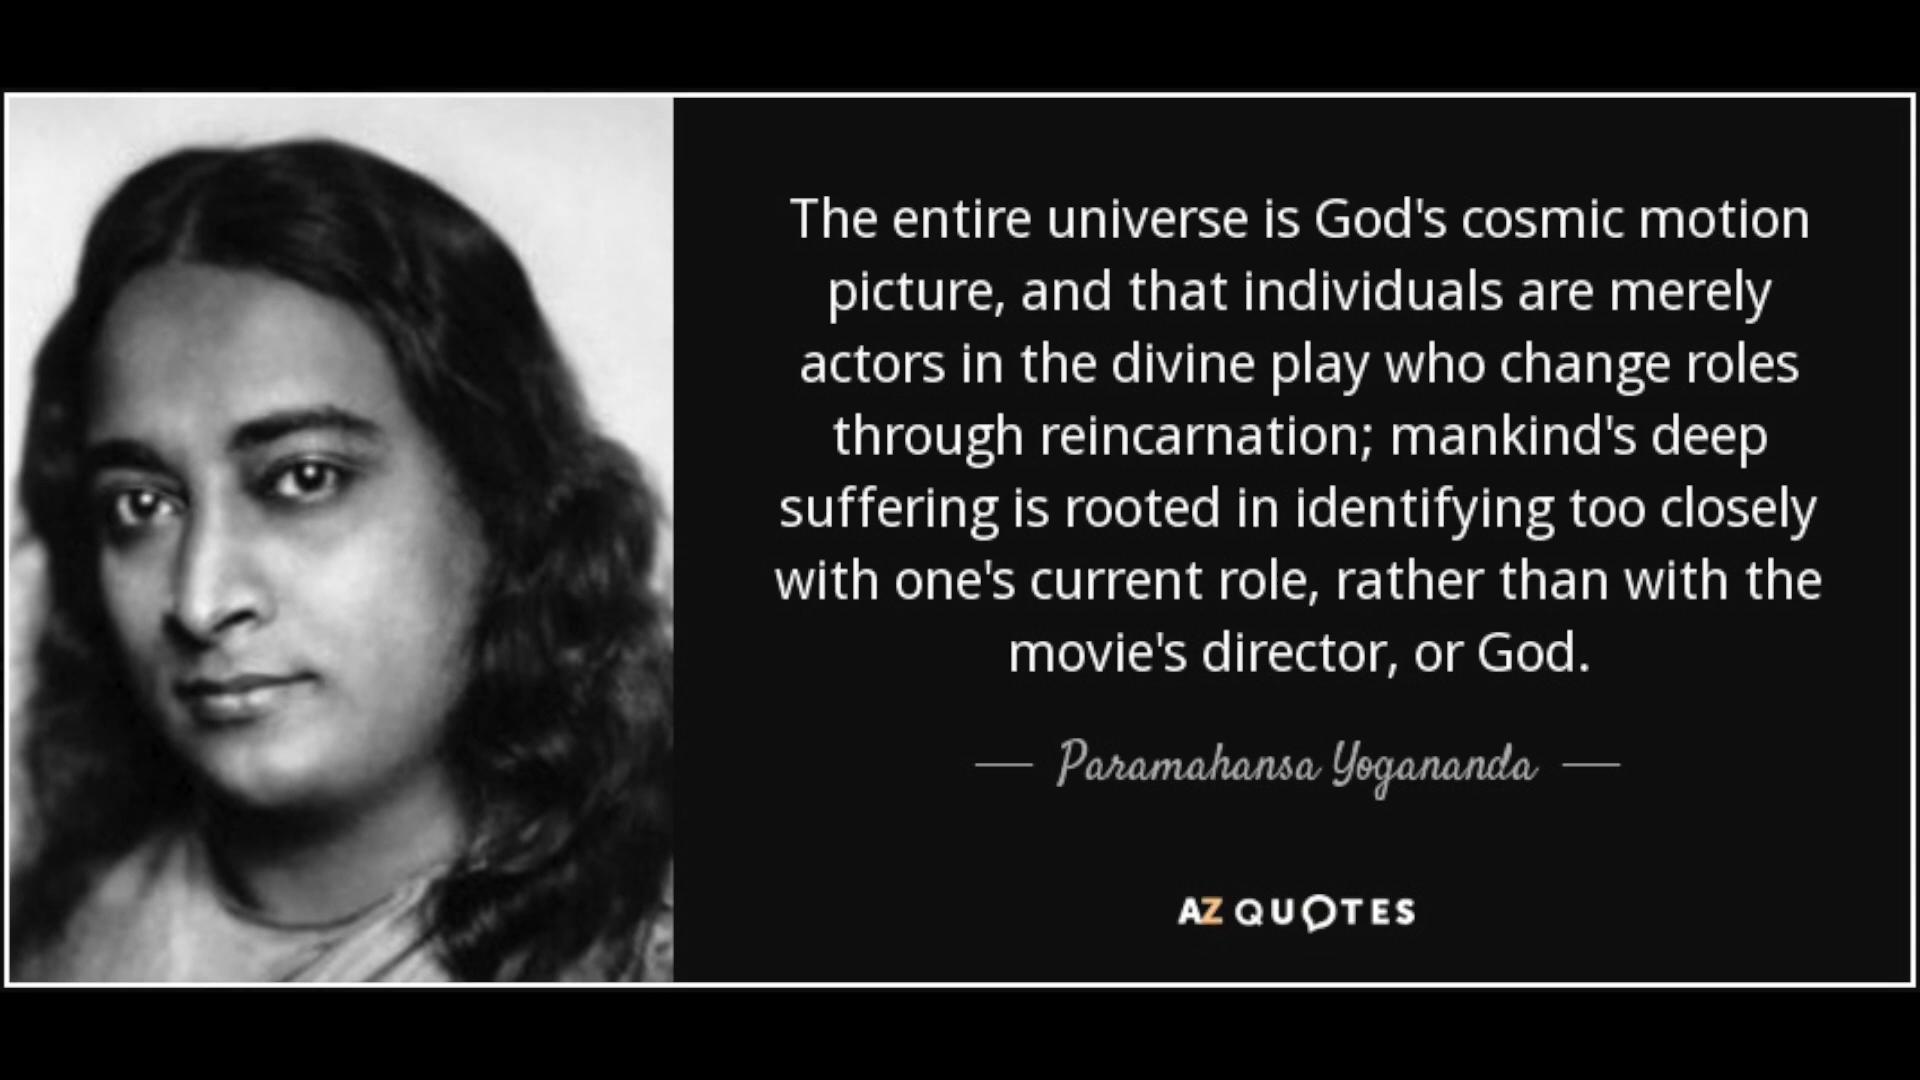 The entire universe is God's cosmic motion
picture, and that individuals are merely
actors in the divine play who change roles
through reincarnation; mankind's deep
suffering is rooted in identifying too closely
with one's current role, rather than with the
movie's director, or God.
— Paramahansa Yogananda —
AZ QUOTES